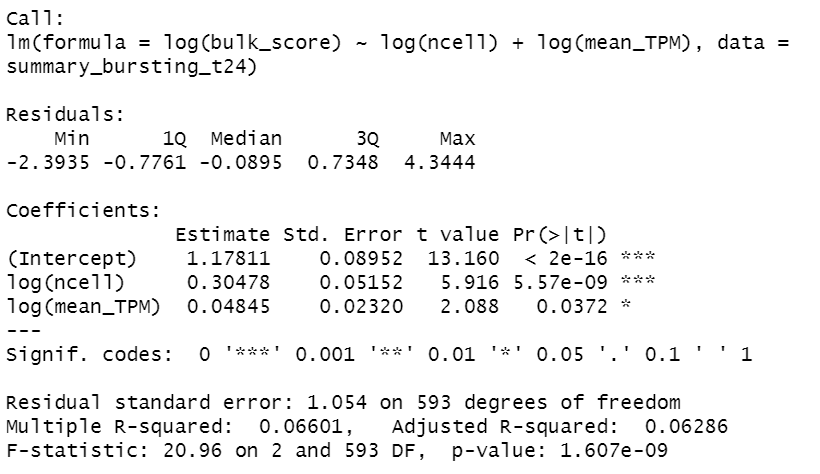 Call:
lm(formula = log(bulk_score) ~ log(ncell) + log(mean_TPM), data =
summary_bursting_t24)

Residuals:
    Min      1Q  Median      3Q     Max
-2.3935 -0.7761 -0.0895  0.7348  4.3444

Coefficients:
              Estimate Std. Error t value Pr(>|t|)
(Intercept)    1.17811    0.08952  13.160  < 2e-16 ***
log(ncell)     0.30478    0.05152   5.916 5.57e-09 ***
log(mean_TPM)  0.04845    0.02320   2.088   0.0372 *
---
Signif. codes:  0 '***' 0.001 '**' 0.01 '*' 0.05 '.' 0.1 ' ' 1

Residual standard error: 1.054 on 593 degrees of freedom
Multiple R-squared:  0.06601,   Adjusted R-squared:  0.06286
F-statistic: 20.96 on 2 and 593 DF,  p-value: 1.607e-09